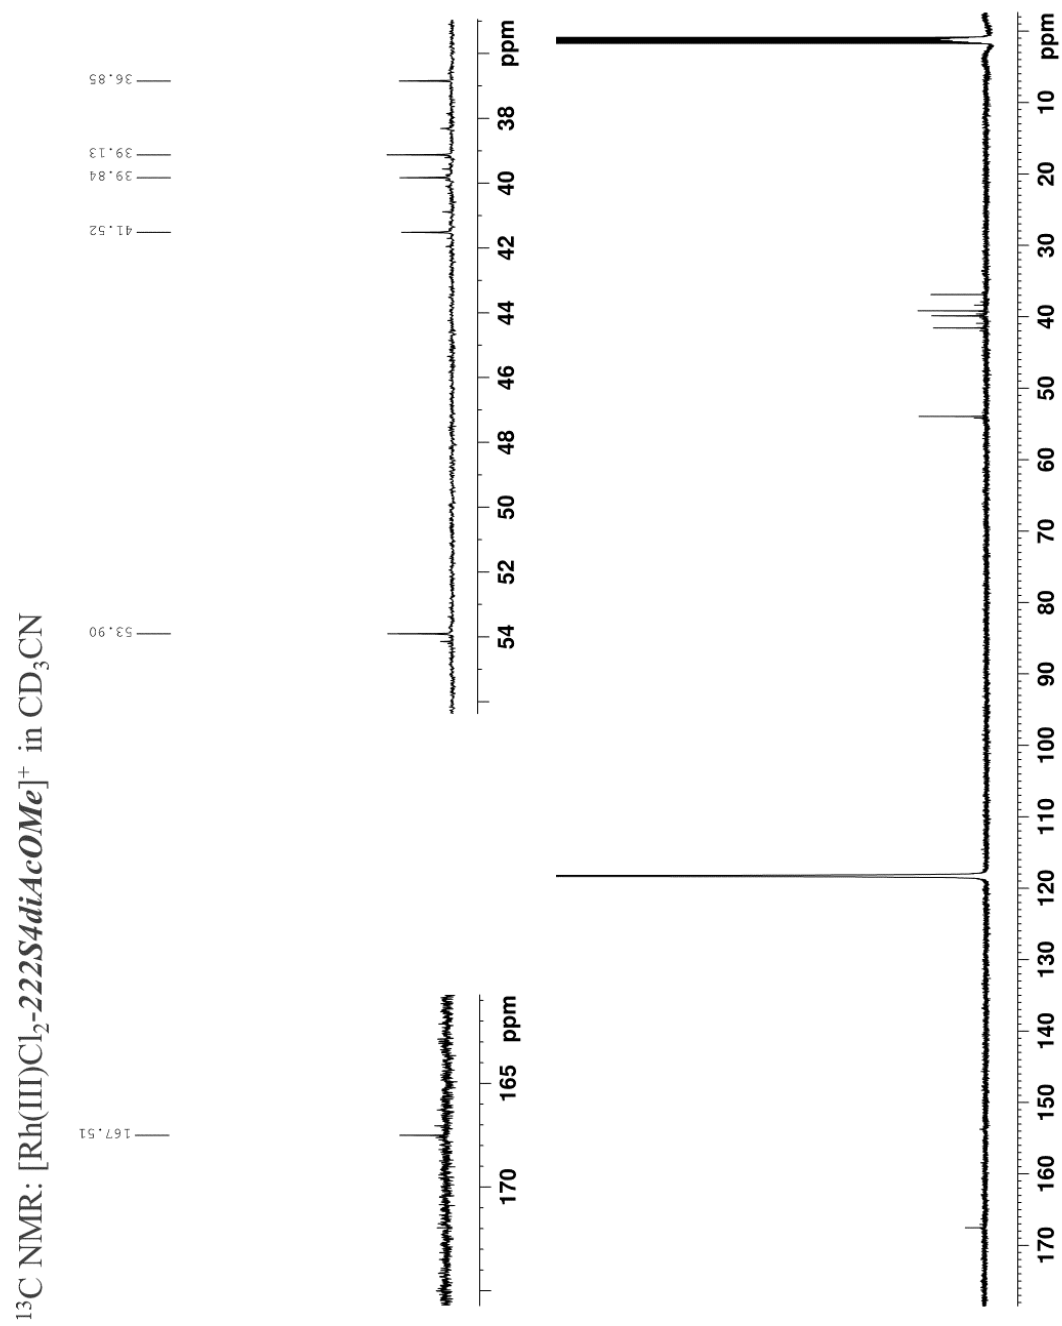 ¹³C NMR: [Rh(III)Cl₂-222S4diAcOMe]⁺ in CD₃CN
167.51
53.90
41.52
39.84
39.13
36.85
170 165 ppm
54 52 50 48 46 44 42 40 38 ppm
170 160 150 140 130 120 110 100 90 80 70 60 50 40 30 20 10 ppm